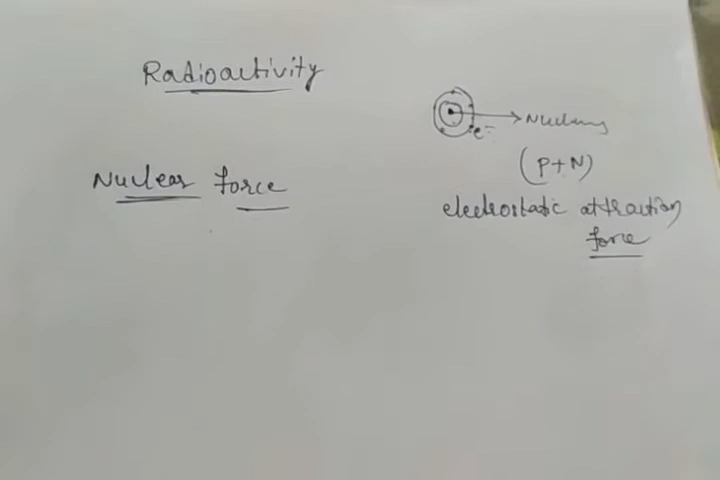 Radioactivity
Nucleus
e-
(P+N)
Nuclear force
electrostatic attraction
force